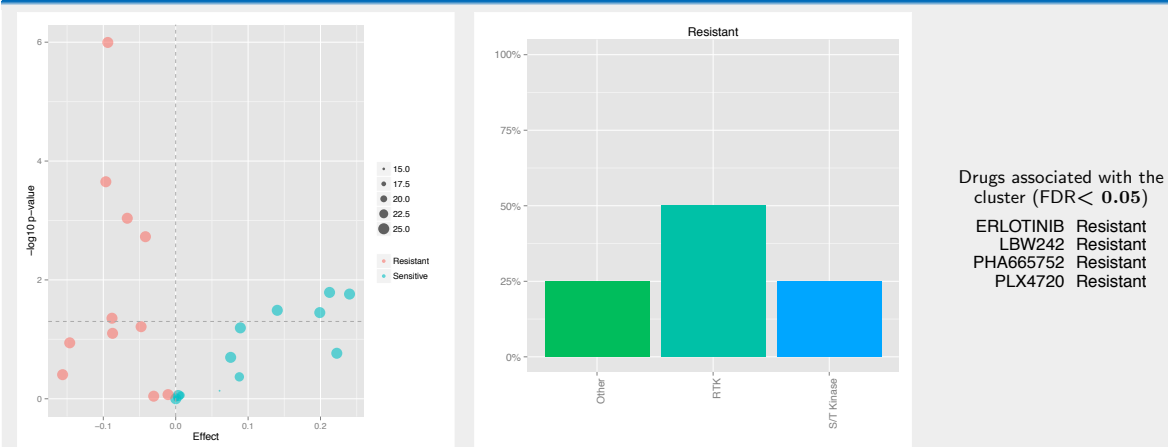 6
4
2
0
-log10 p-value
-0.1
0.0
0.1
0.2
Effect
15.0
17.5
20.0
22.5
25.0
Resistant
Sensitive
Resistant
100%
75%
50%
25%
0%
Other
RTK
S/T Kinase
Drugs associated with the
cluster (FDR< 0.05)
ERLOTINIB Resistant
LBW242 Resistant
PHA665752 Resistant
PLX4720 Resistant